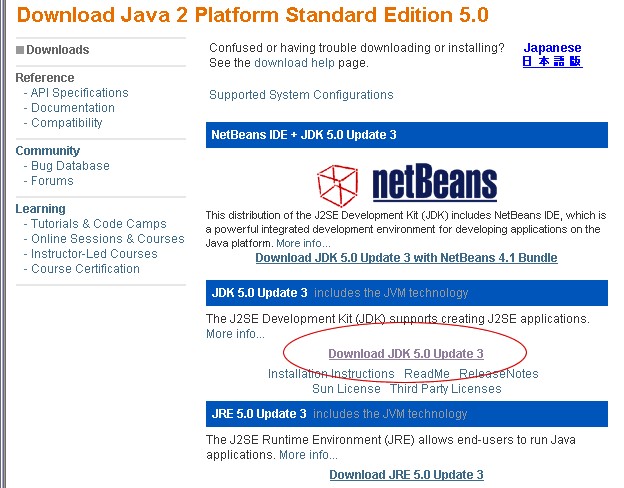 Download Java 2 Platform Standard Edition 5.0
Downloads
Reference
- API Specifications
- Documentation
- Compatibility
Community
- Bug Database
- Forums
Learning
- Tutorials & Code Camps
- Online Sessions & Courses
- Instructor-Led Courses
- Course Certification
Confused or having trouble downloading or installing?
See the download help page.
Japanese
日本語版
Supported System Configurations
NetBeans IDE + JDK 5.0 Update 3
netBeans
This distribution of the J2SE Development Kit (JDK) includes NetBeans IDE, which is
a powerful integrated development environment for developing applications on the
Java platform. More info...
Download JDK 5.0 Update 3 with NetBeans 4.1 Bundle
JDK 5.0 Update 3 includes the JVM technology
The J2SE Development Kit (JDK) supports creating J2SE applications.
More info...
Download JDK 5.0 Update 3
Installation Instructions ReadMe ReleaseNotes
Sun License Third Party Licenses
JRE 5.0 Update 3 includes the JVM technology
The J2SE Runtime Environment (JRE) allows end-users to run Java
applications. More info...
Download JRE 5.0 Update 3